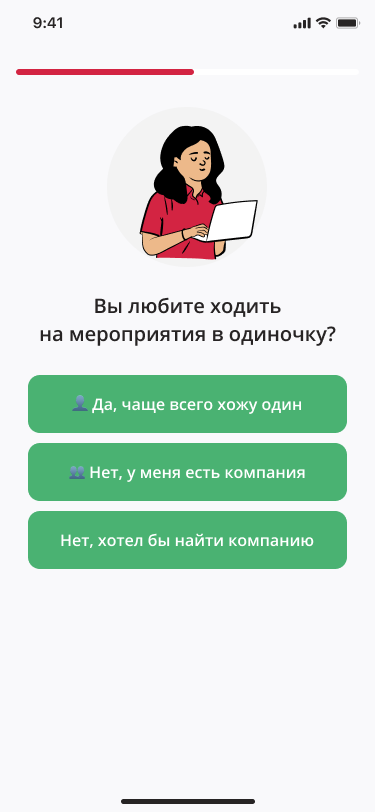 9:41
Вы любите ходить
на мероприятия в одиночку?
👤 Да, чаще всего хожу один
👥 Нет, у меня есть компания
Нет, хотел бы найти компанию